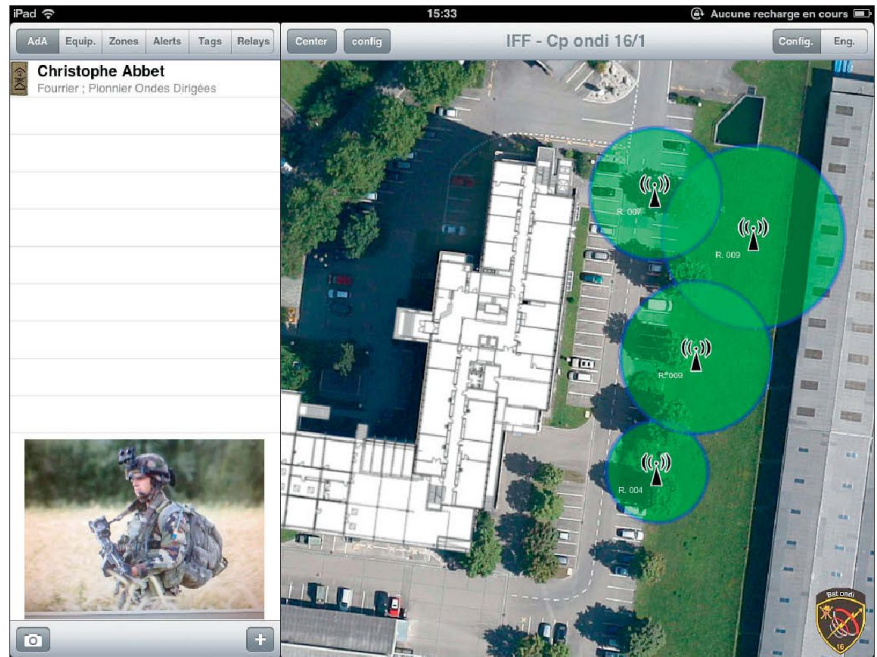 iPad
15:33
Aucune recharge en cours
AdA Equip. Zones Alerts Tags Relays
Center config
IFF - Cp ondi 16/1
Config. Eng.
Christophe Abbet
Fourrier ; Pionnier Ondes Dirigées
R. 007
R. 009
R. 004
Bat ondi
16